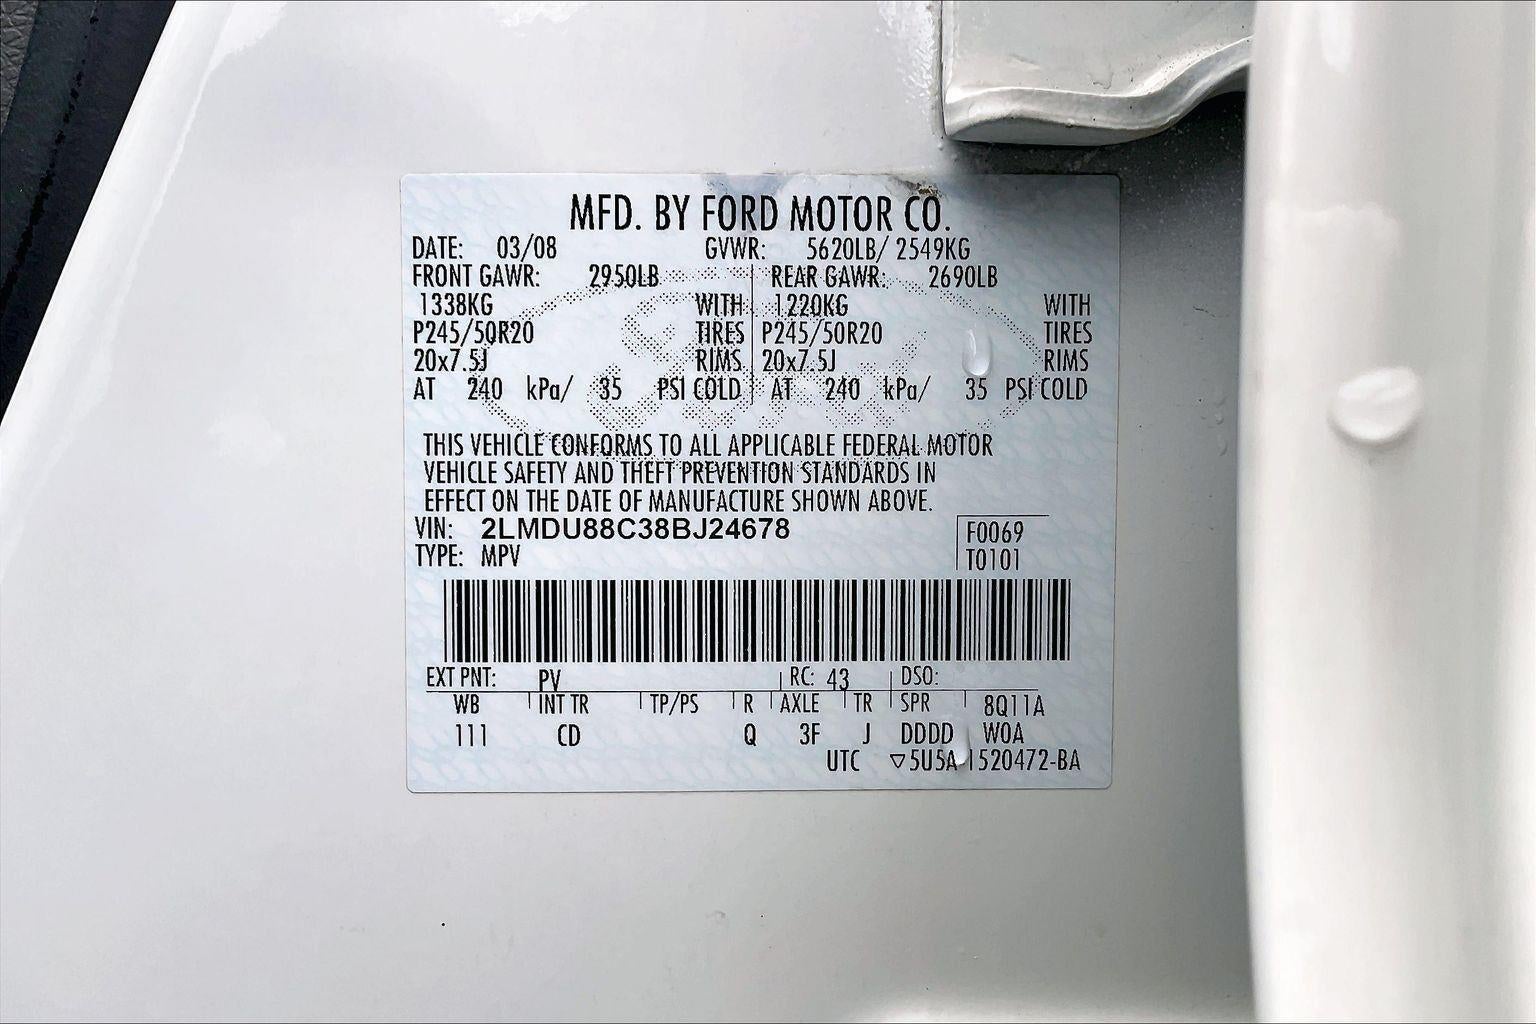 MFD. BY FORD MOTOR CO.
DATE: 03/08 GVWR: 5620LB/ 2549KG
FRONT GAWR: 2950LB REAR GAWR: 2690LB
1338KG WITH 1220KG WITH
P245/50R20 TIRES P245/50R20 TIRES
20x7.5J RIMS 20x7.5J RIMS
AT 240 kPa/ 35 PSI COLD AT 240 kPa/ 35 PSI COLD
THIS VEHICLE CONFORMS TO ALL APPLICABLE FEDERAL MOTOR
VEHICLE SAFETY AND THEFT PREVENTION STANDARDS IN
EFFECT ON THE DATE OF MANUFACTURE SHOWN ABOVE.
VIN: 2LMDU88C38BJ24678 F0069
TYPE: MPV T0101
EXT PNT: PV RC: 43 DSO:
WB INT TR TP/PS R AXLE TR SPR 8Q11A
111 CD Q 3F J DDDD WOA
UTC ▽5U5A-1520472-BA